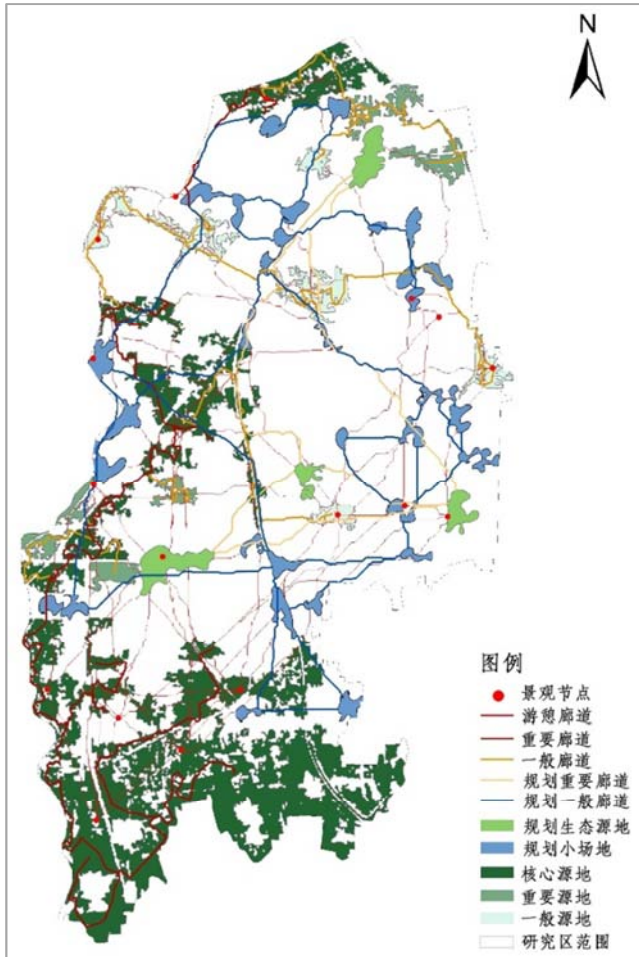 N
图例
景观节点
游憩廊道
重要廊道
一般廊道
规划重要廊道
规划一般廊道
规划生态源地
规划小场地
核心源地
重要源地
一般源地
研究区范围